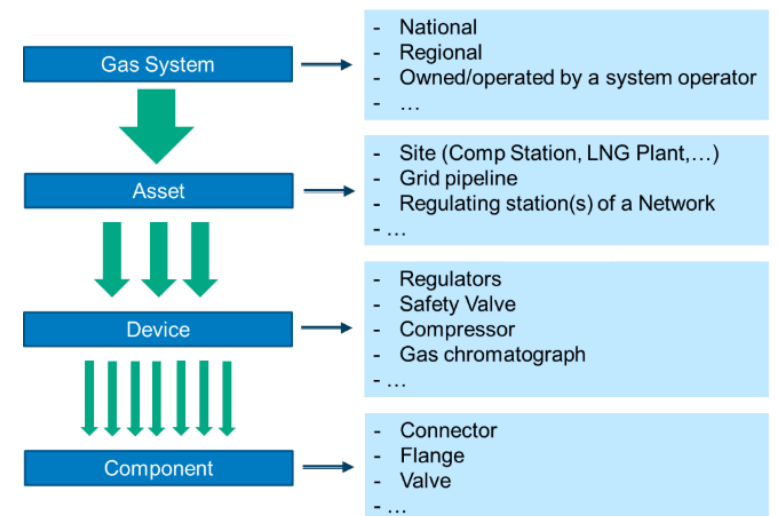 Gas System
- National
- Regional
- Owned/operated by a system operator
- …
Asset
- Site (Comp Station, LNG Plant,…)
- Grid pipeline
- Regulating station(s) of a Network
- …
Device
- Regulators
- Safety Valve
- Compressor
- Gas chromatograph
- …
Component
- Connector
- Flange
- Valve
- …